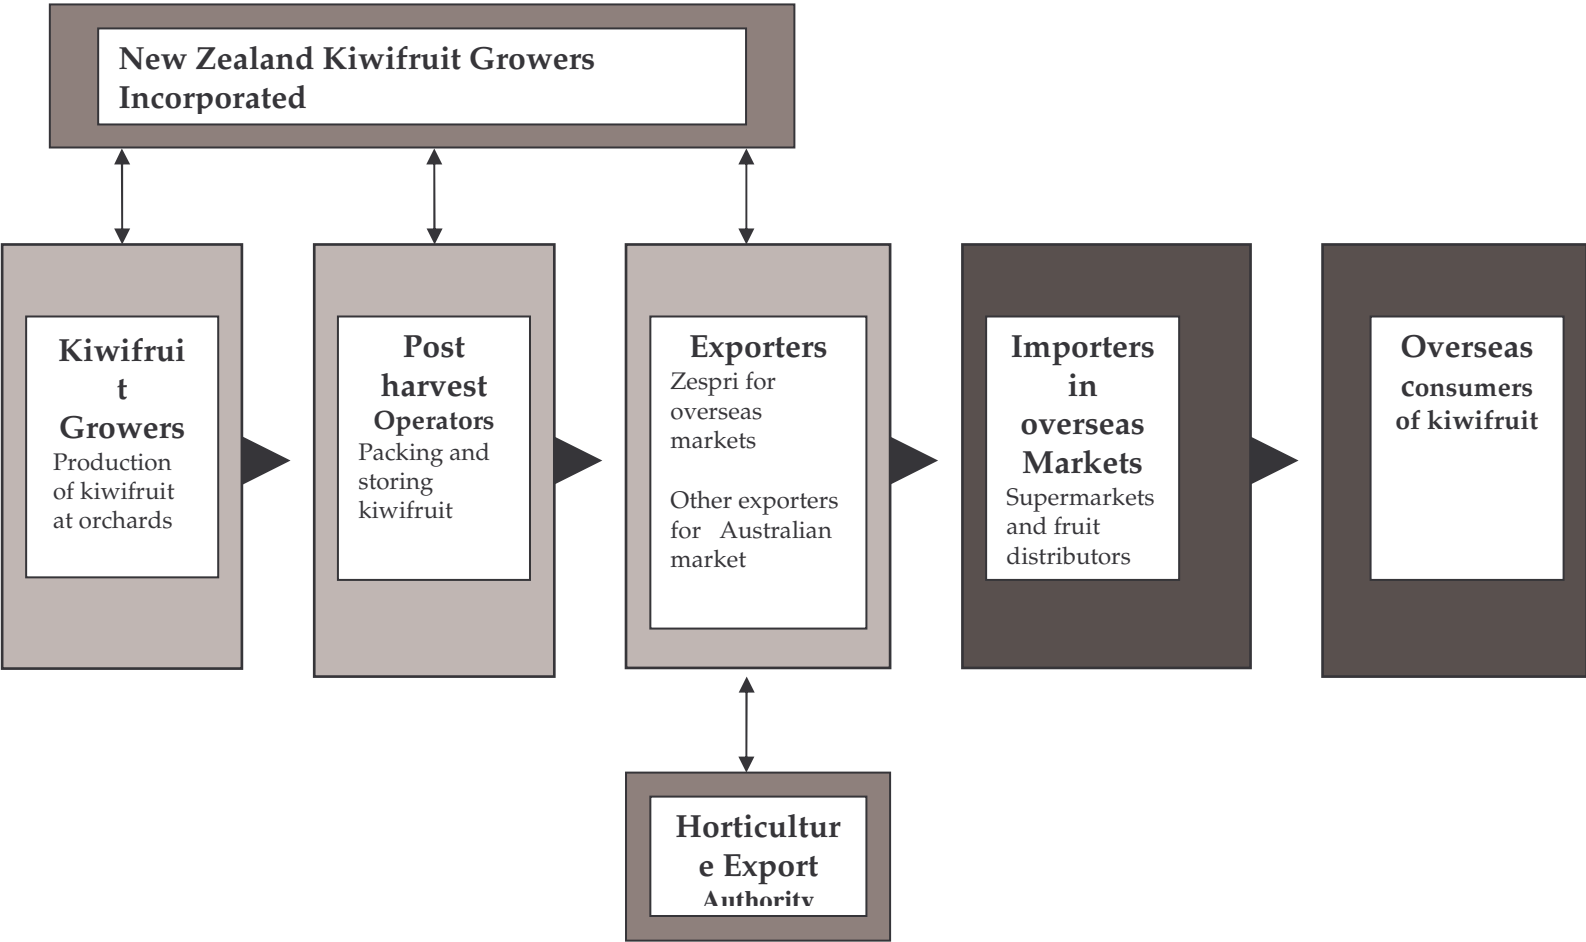 New Zealand Kiwifruit Growers
Incorporated
Kiwifrui
t
Growers
Production
of kiwifruit
at orchards
Post
harvest
Operators
Packing and
storing
kiwifruit
Exporters
Zespri for
overseas
markets
Other exporters
for Australian
market
Importers
in
overseas
Markets
Supermarkets
and fruit
distributors
Overseas
consumers
of kiwifruit
Horticultur
e Export
Authority